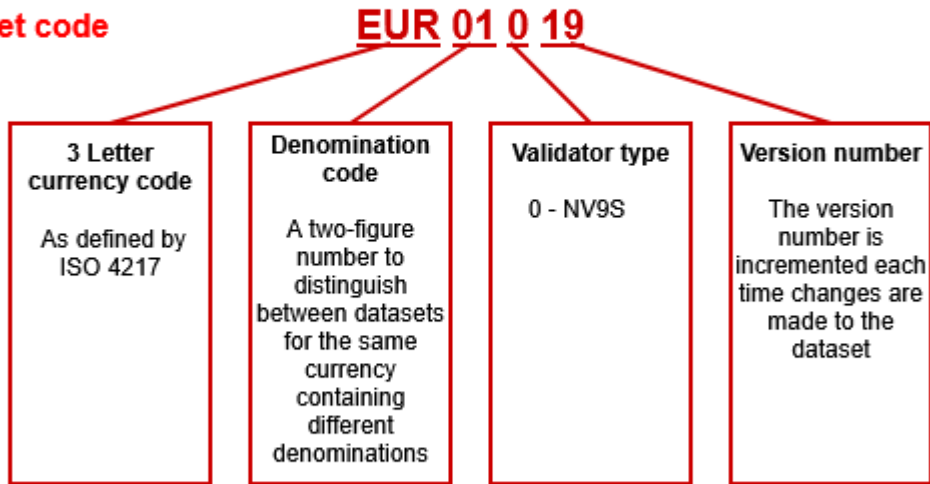 et code
EUR 01 0 19
3 Letter
currency code
As defined by
ISO 4217
Denomination
code
A two-figure
number to
distinguish
between datasets
for the same
currency
containing
different
denominations
Validator type
0 - NV9S
Version number
The version
number is
incremented each
time changes are
made to the
dataset